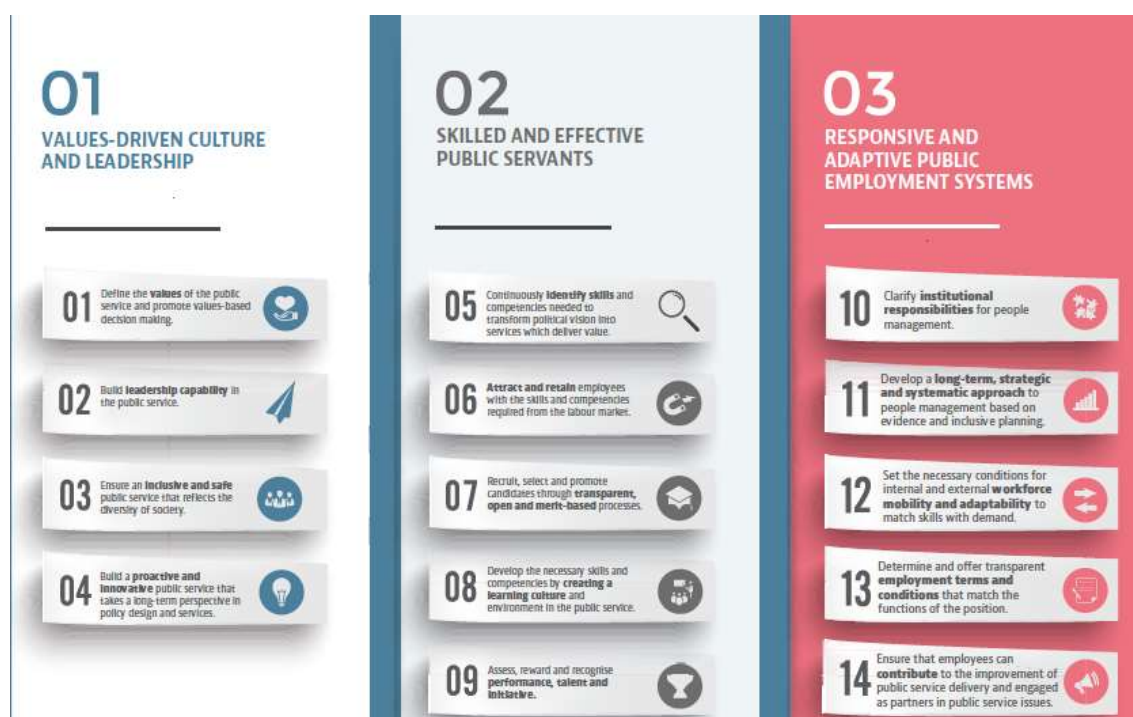 01
VALUES-DRIVEN CULTURE
AND LEADERSHIP
01
Define the values of the public
service and promote values-based
decision making.
02
Build leadership capability in
the public service.
03
Ensure an inclusive and safe
public service that reflects the
diversity of society.
04
Build a proactive and
innovative public service that
takes a long-term perspective in
policy design and services.
02
SKILLED AND EFFECTIVE
PUBLIC SERVANTS
05
Continuously identify skills and
competencies needed to
transform political vision into
services which deliver value.
06
Attract and retain employees
with the skills and competencies
required from the labour market.
07
Recruit, select and promote
candidates through transparent,
open and merit-based processes.
08
Develop the necessary skills and
competencies by creating a
learning culture and
environment in the public service.
09
Assess, reward and recognise
performance, talent and
initiative.
03
RESPONSIVE AND
ADAPTIVE PUBLIC
EMPLOYMENT SYSTEMS
10
Clarify institutional
responsibilities for people
management.
11
Develop a long-term, strategic
and systematic approach to
people management based on
evidence and inclusive planning.
12
Set the necessary conditions for
internal and external workforce
mobility and adaptability to
match skills with demand.
13
Determine and offer transparent
employment terms and
conditions that match the
functions of the position.
14
Ensure that employees can
contribute to the improvement of
public service delivery and engaged
as partners in public service issues.